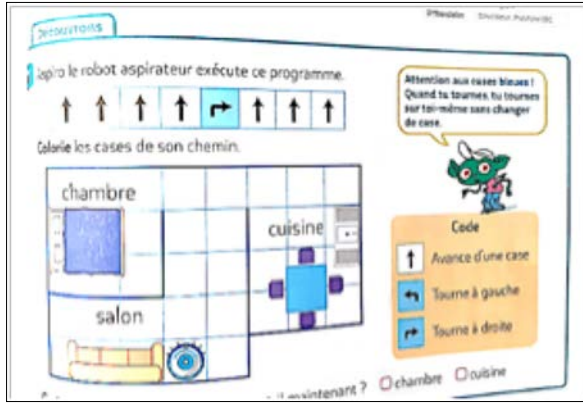 DÉCOUVRONS
Aspiro le robot aspirateur exécute ce programme.
Colorie les cases de son chemin.
Attention aux cases bleues !
Quand tu tournes, tu tournes
sur toi-même sans changer
de case.
chambre
cuisine
salon
Code
Avance d'une case
Tourne à gauche
Tourne à droite
il maintenant ? chambre cuisine